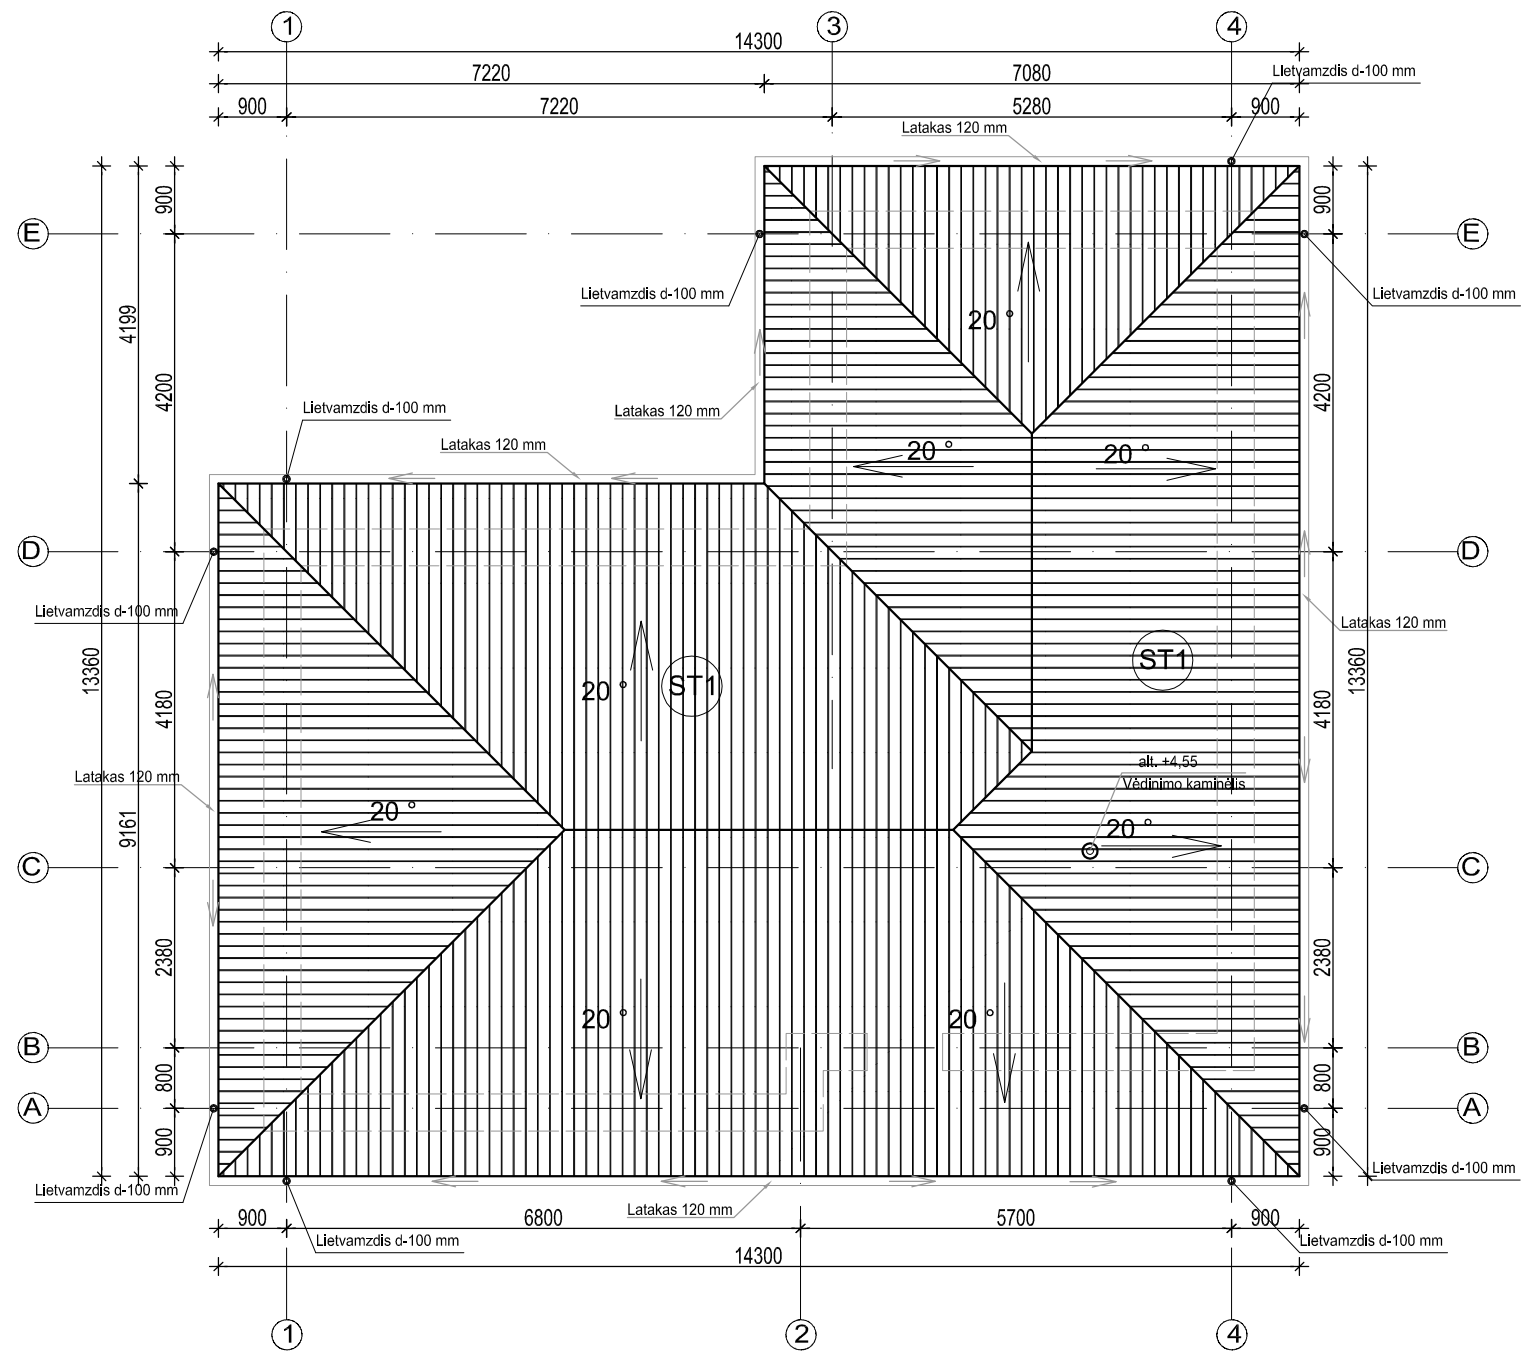 1 3 4
14300
7220 7080
LIetvamzdis d-100 mm
900 7220 5280 900
Latakas 120 mm
900 900
E E
Lietvamzdis d-100 mm Lietvamzdis d-100 mm
20 °
4199
4200 4200
Lietvamzdis d-100 mm Latakas 120 mm
Latakas 120 mm 20 ° 20 °
D D
Lietvamzdis d-100 mm Latakas 120 mm
13360 13360
ST1
20 ° ST1
4180 4180
alt. +4,55
Latakas 120 mm Vėdinimo kaminėlis
20 ° 20 °
9161
C C
2380 2380
20 ° 20 °
B B
800 800
A A
900 900
Lietvamzdis d-100 mm Lietvamzdis d-100 mm
Latakas 120 mm
900 6800 5700 900
Lietvamzdis d-100 mm Lietvamzdis d-100 mm
14300
1 2 4